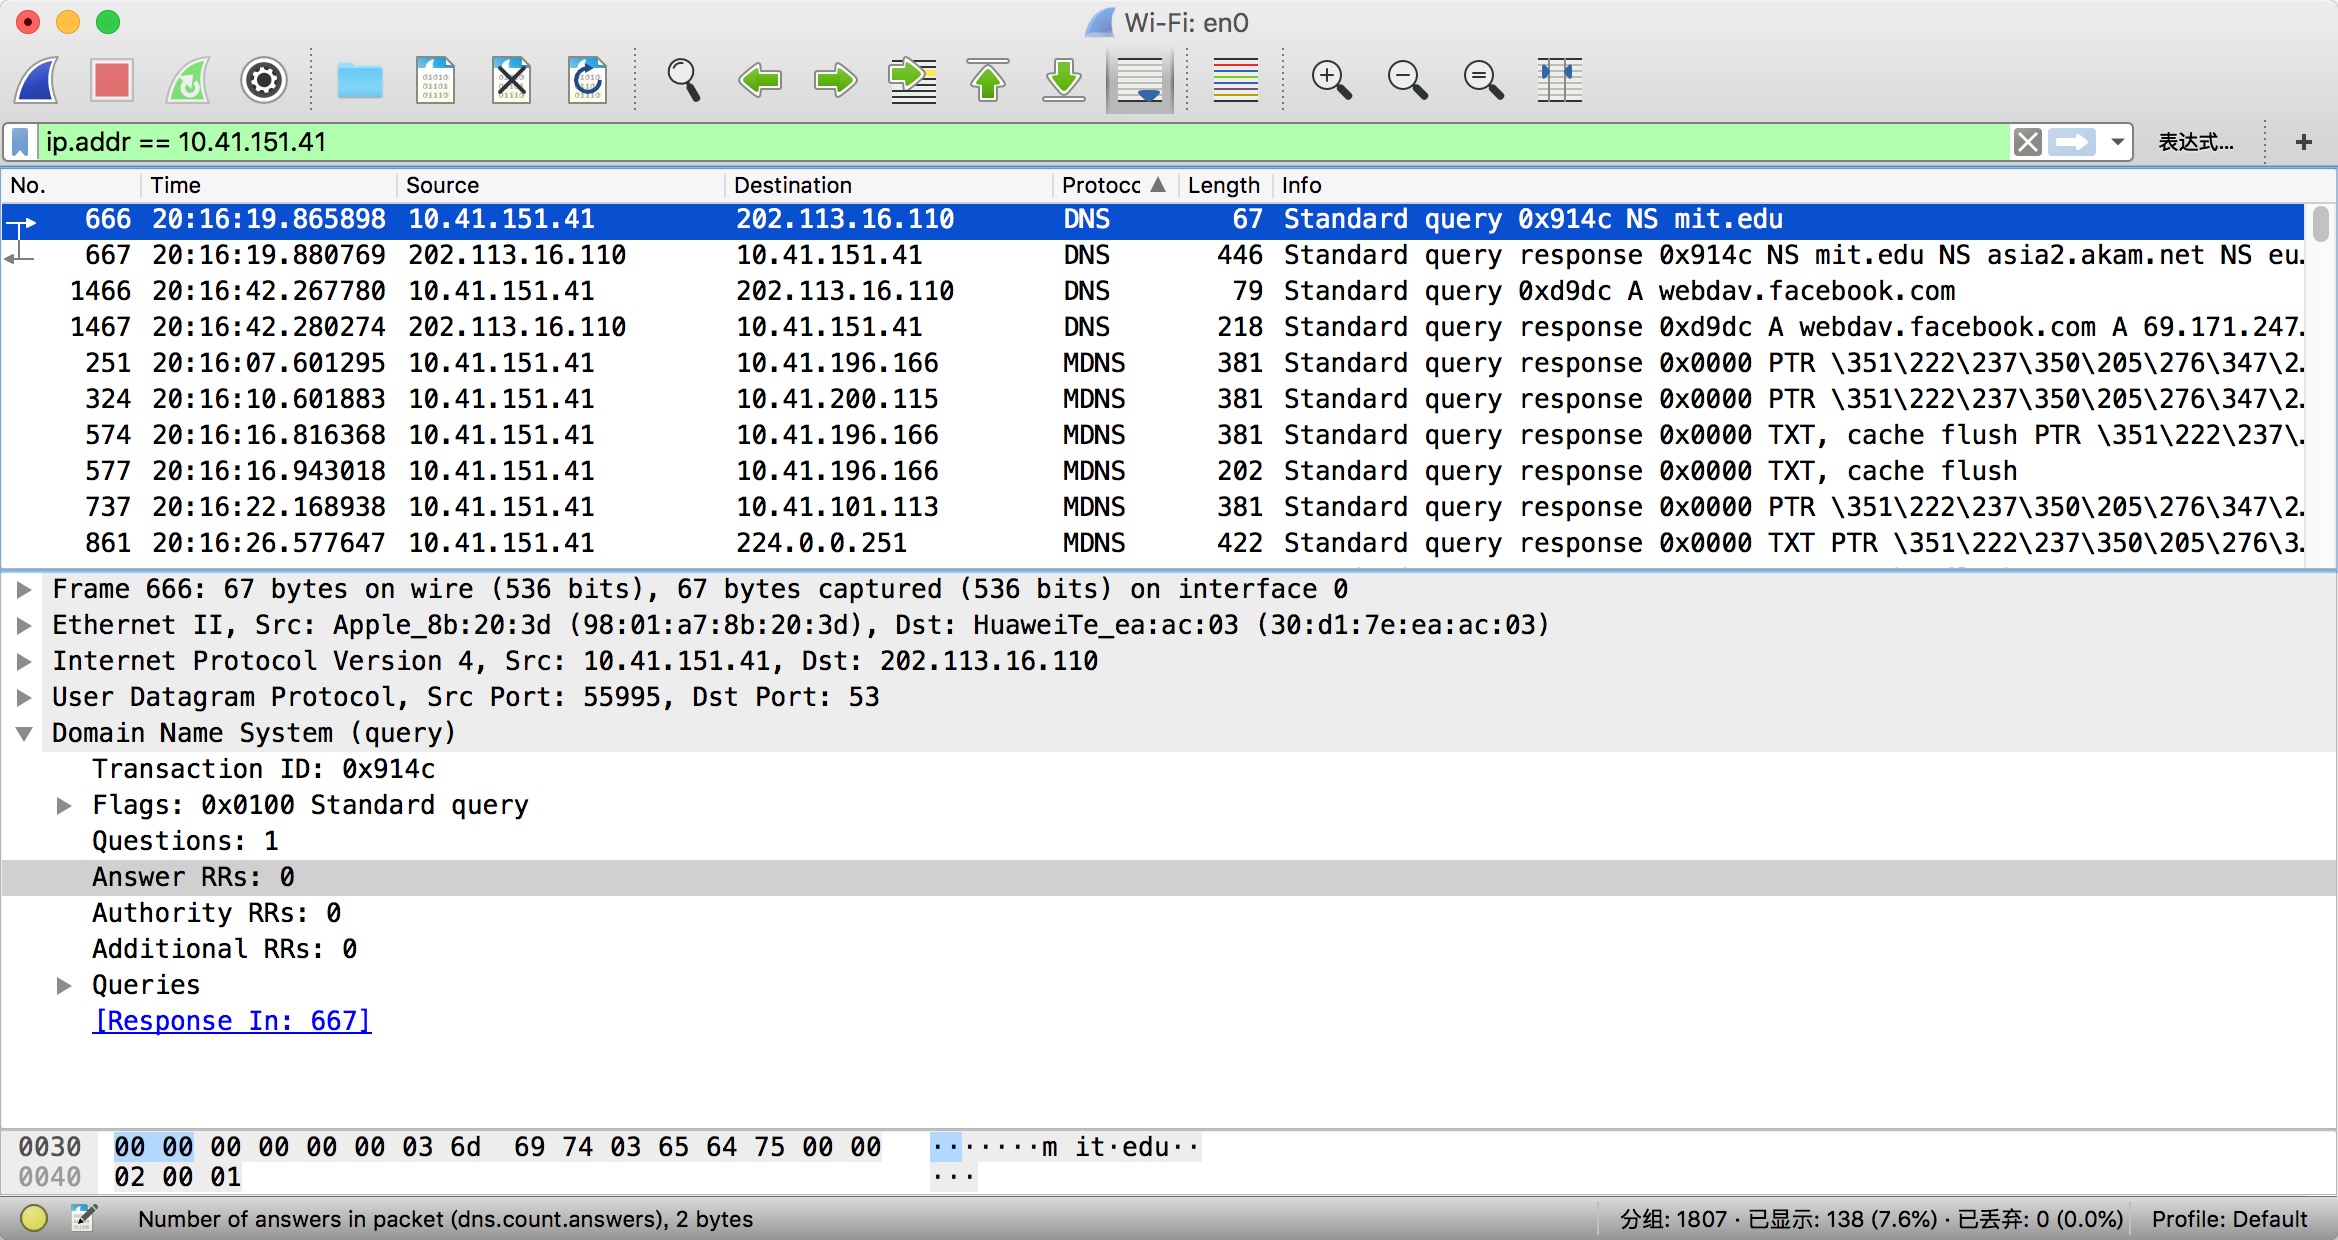 Wi-Fi: en0
ip.addr == 10.41.151.41 表达式… +
No. Time Source Destination Protoco Length Info
666 20:16:19.865898 10.41.151.41 202.113.16.110 DNS 67 Standard query 0x914c NS mit.edu
667 20:16:19.880769 202.113.16.110 10.41.151.41 DNS 446 Standard query response 0x914c NS mit.edu NS asia2.akam.net NS eu…
1466 20:16:42.267780 10.41.151.41 202.113.16.110 DNS 79 Standard query 0xd9dc A webdav.facebook.com
1467 20:16:42.280274 202.113.16.110 10.41.151.41 DNS 218 Standard query response 0xd9dc A webdav.facebook.com A 69.171.247…
251 20:16:07.601295 10.41.151.41 10.41.196.166 MDNS 381 Standard query response 0x0000 PTR \351\222\237\350\205\276\347\2…
324 20:16:10.601883 10.41.151.41 10.41.200.115 MDNS 381 Standard query response 0x0000 PTR \351\222\237\350\205\276\347\2…
574 20:16:16.816368 10.41.151.41 10.41.196.166 MDNS 381 Standard query response 0x0000 TXT, cache flush PTR \351\222\237\…
577 20:16:16.943018 10.41.151.41 10.41.196.166 MDNS 202 Standard query response 0x0000 TXT, cache flush
737 20:16:22.168938 10.41.151.41 10.41.101.113 MDNS 381 Standard query response 0x0000 PTR \351\222\237\350\205\276\347\2…
861 20:16:26.577647 10.41.151.41 224.0.0.251 MDNS 422 Standard query response 0x0000 TXT PTR \351\222\237\350\205\276\3…
Frame 666: 67 bytes on wire (536 bits), 67 bytes captured (536 bits) on interface 0
Ethernet II, Src: Apple_8b:20:3d (98:01:a7:8b:20:3d), Dst: HuaweiTe_ea:ac:03 (30:d1:7e:ea:ac:03)
Internet Protocol Version 4, Src: 10.41.151.41, Dst: 202.113.16.110
User Datagram Protocol, Src Port: 55995, Dst Port: 53
Domain Name System (query)
Transaction ID: 0x914c
Flags: 0x0100 Standard query
Questions: 1
Answer RRs: 0
Authority RRs: 0
Additional RRs: 0
Queries
[Response In: 667]
0030 00 00 00 00 00 00 03 6d 69 74 03 65 64 75 00 00 ·······m it·edu··
0040 02 00 01 ···
Number of answers in packet (dns.count.answers), 2 bytes 分组: 1807 · 已显示: 138 (7.6%) · 已丢弃: 0 (0.0%) Profile: Default